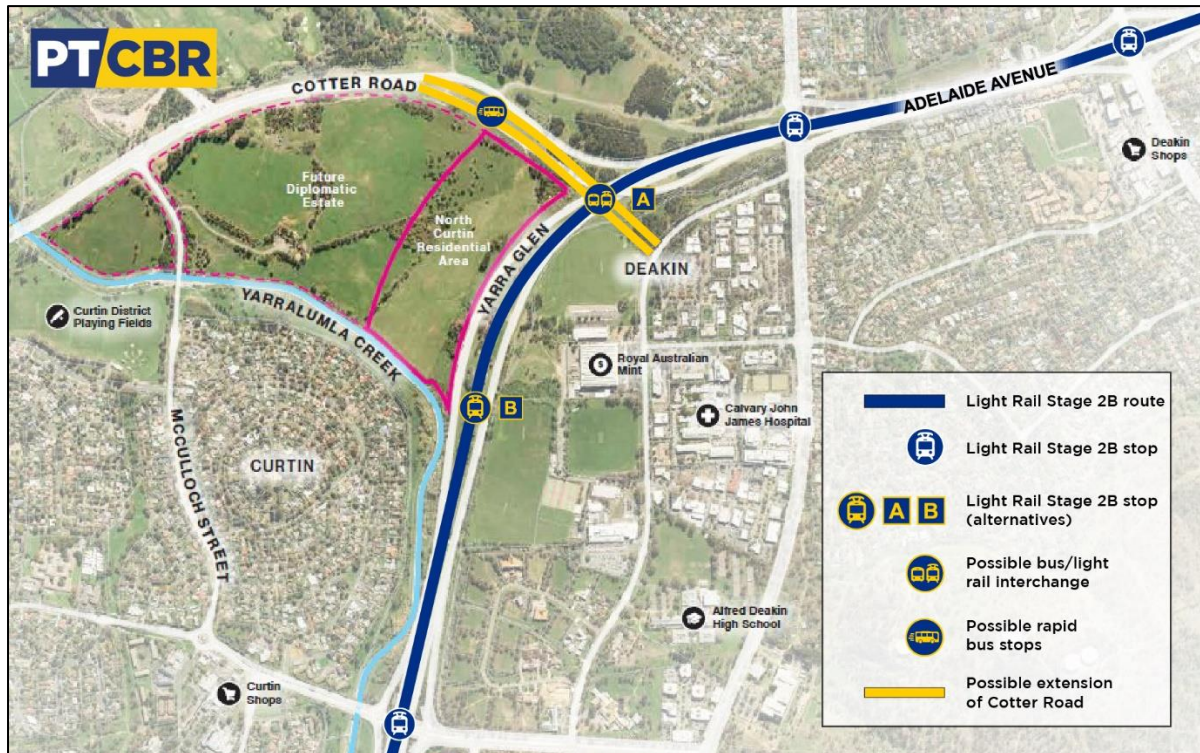 PTCBR
COTTER ROAD
ADELAIDE AVENUE
Deakin
Shops
Future
Diplomatic
Estate
A
North
Curtin
Residential
Area
YARRA GLEN
DEAKIN
Curtin District
Playing Fields
YARRALUMLA CREEK
Royal Australian
Mint
B
Calvary John
James Hospital
MCCULLOCH STREET
CURTIN
Alfred Deakin
High School
Curtin
Shops
Light Rail Stage 2B route
Light Rail Stage 2B stop
A B
Light Rail Stage 2B stop
(alternatives)
Possible bus/light
rail interchange
Possible rapid
bus stops
Possible extension
of Cotter Road